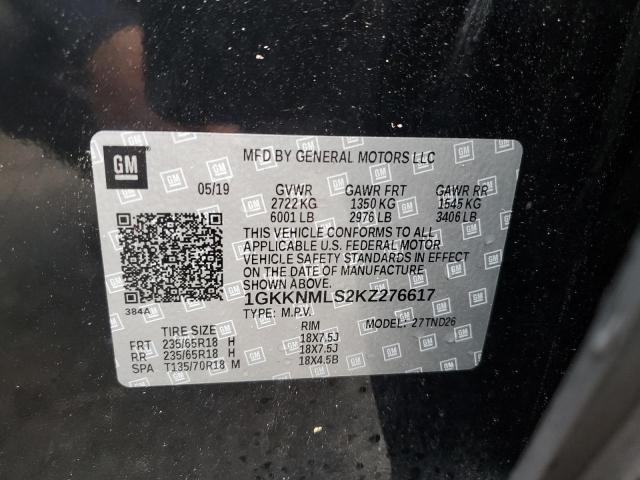 GM
MFD BY GENERAL MOTORS LLC
05/19 GVWR GAWR FRT GAWR RR
2722 KG 1350 KG 1545 KG
6001 LB 2976 LB 3406 LB
THIS VEHICLE CONFORMS TO ALL
APPLICABLE U.S. FEDERAL MOTOR
VEHICLE SAFETY STANDARDS IN EFFECT
ON THE DATE OF MANUFACTURE
SHOWN ABOVE.
384A
1GKKNMLS2KZ276617
TYPE: M.P.V. MODEL: 27TND26
TIRE SIZE RIM
FRT 235/65R18 H 18X7.5J
RR 235/65R18 H 18X7.5J
SPA T135/70R18 M 18X4.5B